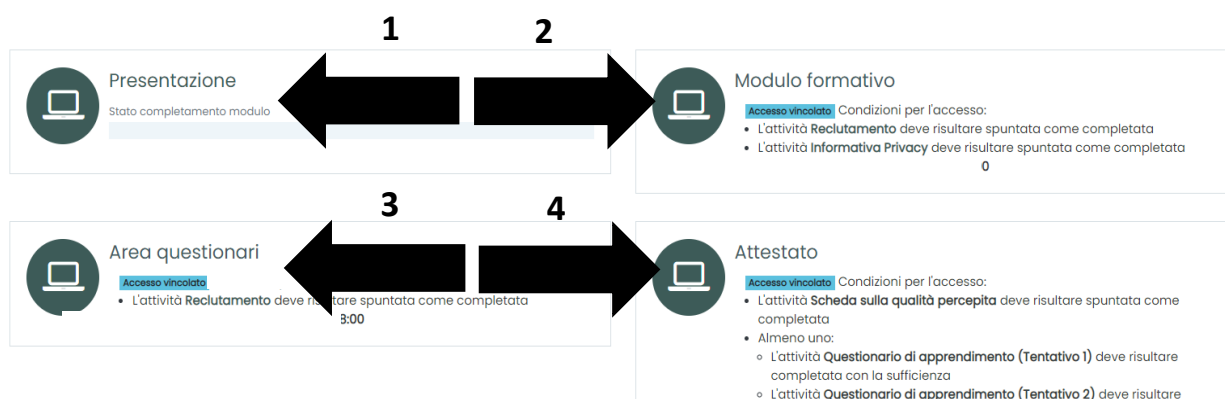 1
2
Presentazione
Stato completamento modulo
Modulo formativo
Accesso vincolato Condizioni per l'accesso:
• L'attività Reclutamento deve risultare spuntata come completata
• L'attività Informativa Privacy deve risultare spuntata come completata
0
3
4
Area questionari
Accesso vincolato
• L'attività Reclutamento deve tare spuntata come completata
8:00
Attestato
Accesso vincolato Condizioni per l'accesso:
• L'attività Scheda sulla qualità percepita deve risultare spuntata come
completata
• Almeno uno:
◦ L'attività Questionario di apprendimento (Tentativo 1) deve risultare
completata con la sufficienza
◦ L'attività Questionario di apprendimento (Tentativo 2) deve risultare